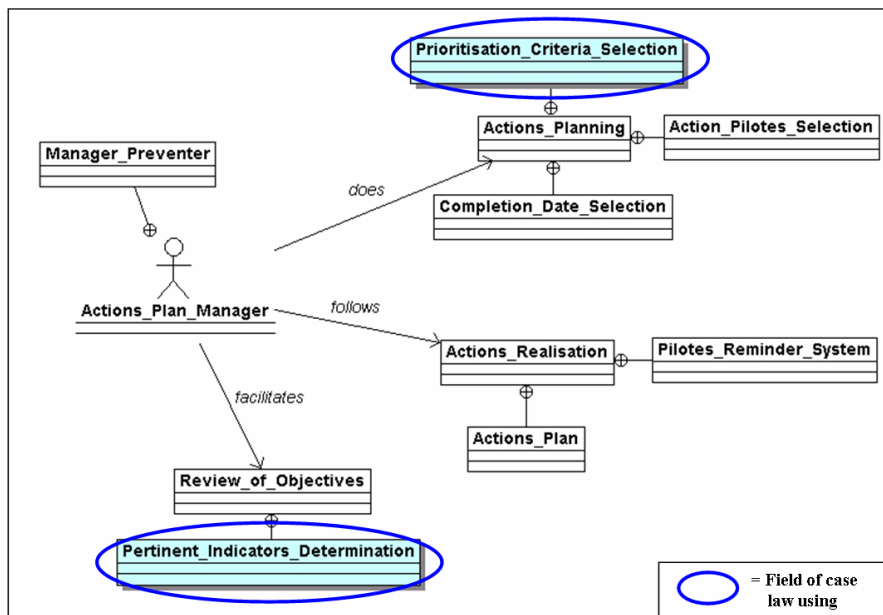 Prioritisation_Criteria_Selection
Actions_Planning
Action_Pilotes_Selection
Manager_Preventer
does
Completion_Date_Selection
Actions_Plan_Manager
follows
Actions_Realisation
Pilotes_Reminder_System
facilitates
Actions_Plan
Review_of_Objectives
Pertinent_Indicators_Determination
= Field of case
law using